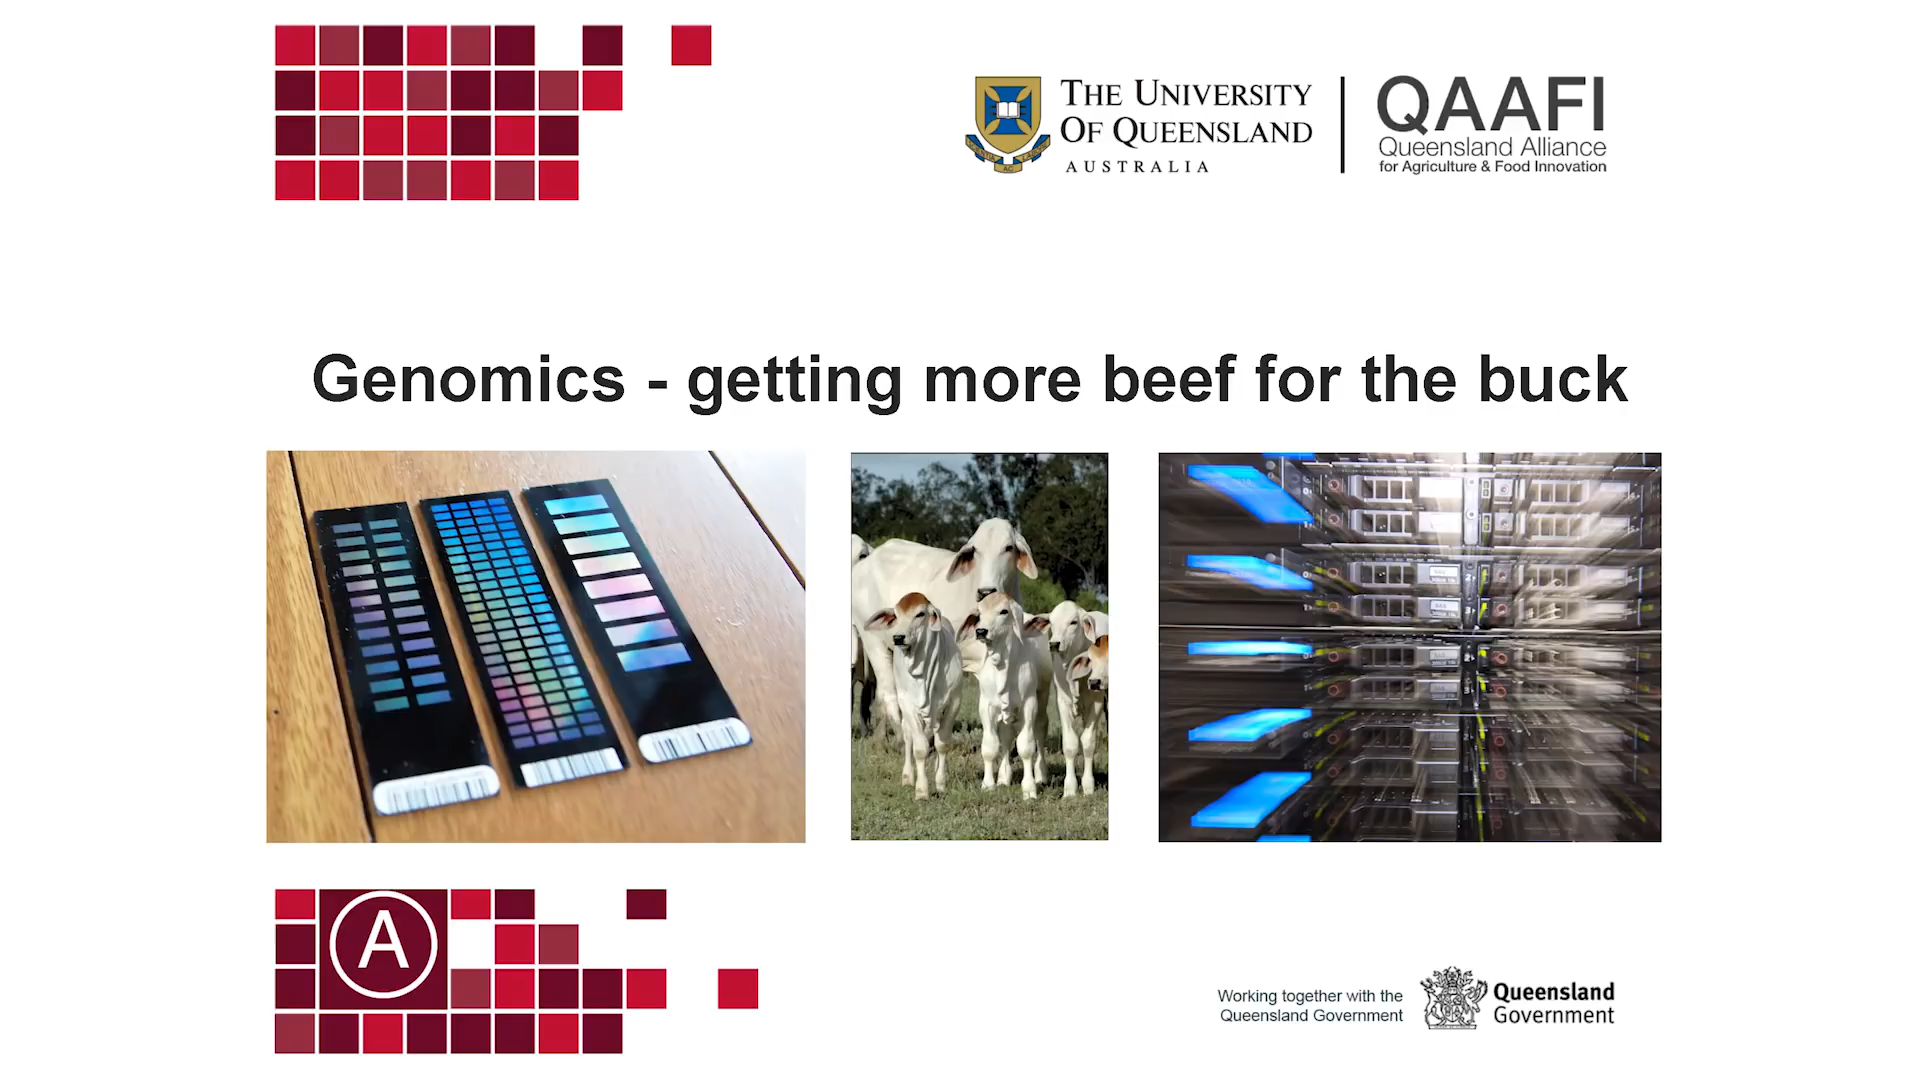 THE UNIVERSITY
OF QUEENSLAND
AUSTRALIA
QAAFI
Queensland Alliance
for Agriculture & Food Innovation
Genomics - getting more beef for the buck
A
Working together with the
Queensland Government
Queensland
Government